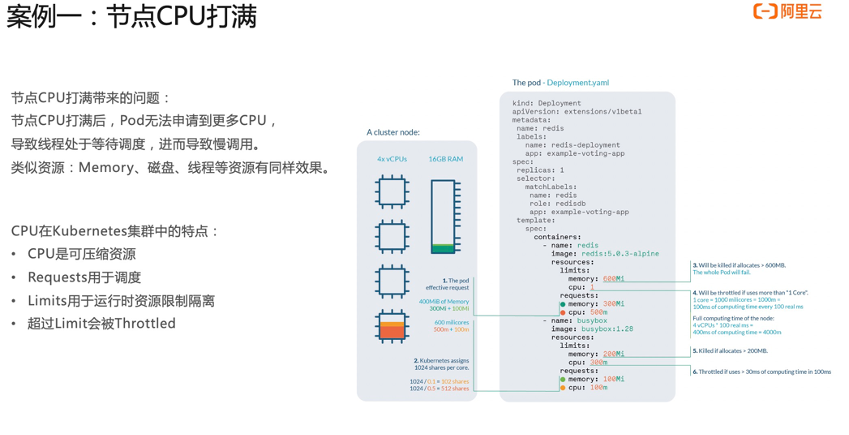 案例一：节点CPU打满
阿里云
节点CPU打满带来的问题：
节点CPU打满后，Pod无法申请到更多CPU，
导致线程处于等待调度，进而导致慢调用。
类似资源：Memory、磁盘、线程等资源有同样效果。
CPU在Kubernetes集群中的特点：
• CPU是可压缩资源
• Requests用于调度
• Limits用于运行时资源限制隔离
• 超过Limit会被Throttled
A cluster node:
4x vCPUs 16GB RAM
1. The pod
effective request
400MiB of Memory
300Mi + 100Mi
600 milicores
500m + 100m
2. Kubernetes assigns
1024 shares per core.
1024 / 0.1 = 102 shares
1024 / 0.5 = 512 shares
The pod - Deployment.yaml
kind: Deployment
apiVersion: extensions/v1beta1
metadata:
name: redis
labels:
name: redis-deployment
app: example-voting-app
spec:
replicas: 1
selector:
matchLabels:
name: redis
role: redisdb
app: example-voting-app
template:
spec:
containers:
- name: redis
image: redis:5.0.3-alpine
resources:
limits:
memory: 600Mi
cpu: 1
requests:
memory: 300Mi
cpu: 500m
- name: busybox
image: busybox:1.28
resources:
limits:
memory: 200Mi
cpu: 300m
requests:
memory: 100Mi
cpu: 100m
3. Will be killed if allocates > 600MB.
The whole Pod will fail.
4. Will be throttled if uses more than "1 Core".
1 core = 1000 milicores = 1000m =
100ms of computing time every 100 real ms
Full computing time of the node:
4 vCPUs * 100 real ms =
400ms of computing time = 4000m
5. Killed if allocates > 200MB.
6. Throttled if uses > 30ms of computing time in 100ms